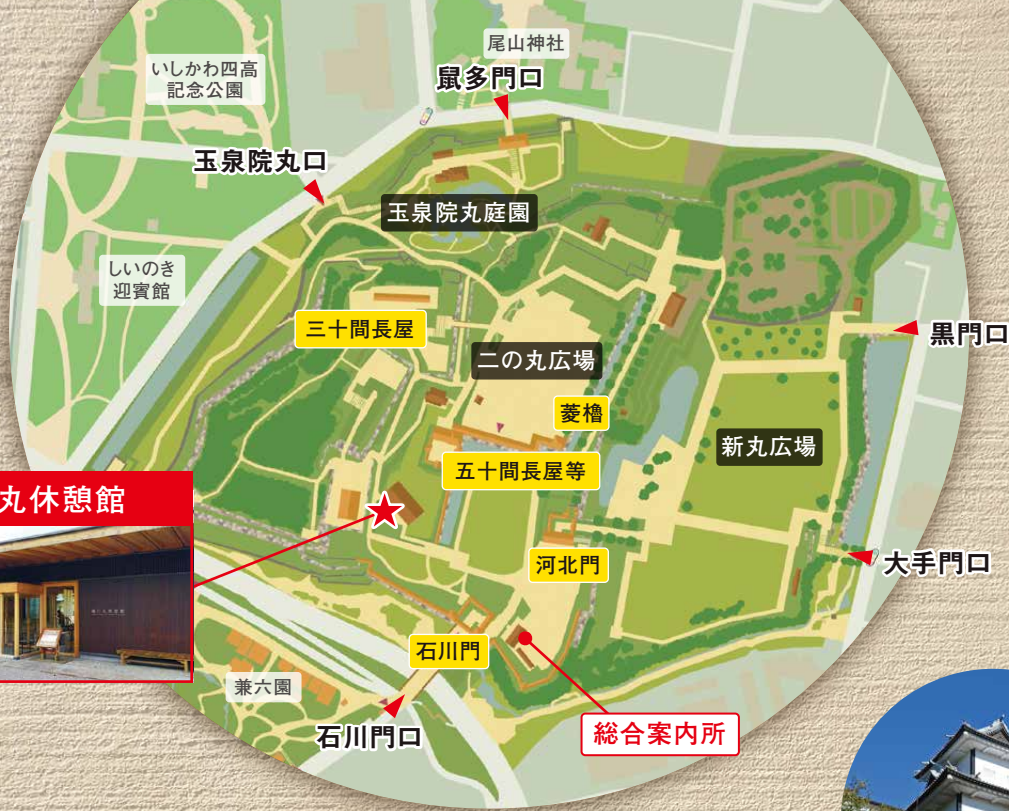 尾山神社
いしかわ四高
記念公園
鼠多門口
玉泉院丸口
玉泉院丸庭園
しいのき
迎賓館
三十間長屋
黒門口
二の丸広場
菱櫓
新丸広場
五十間長屋等
丸休憩館
河北門
大手門口
石川門
兼六園
石川門口
総合案内所